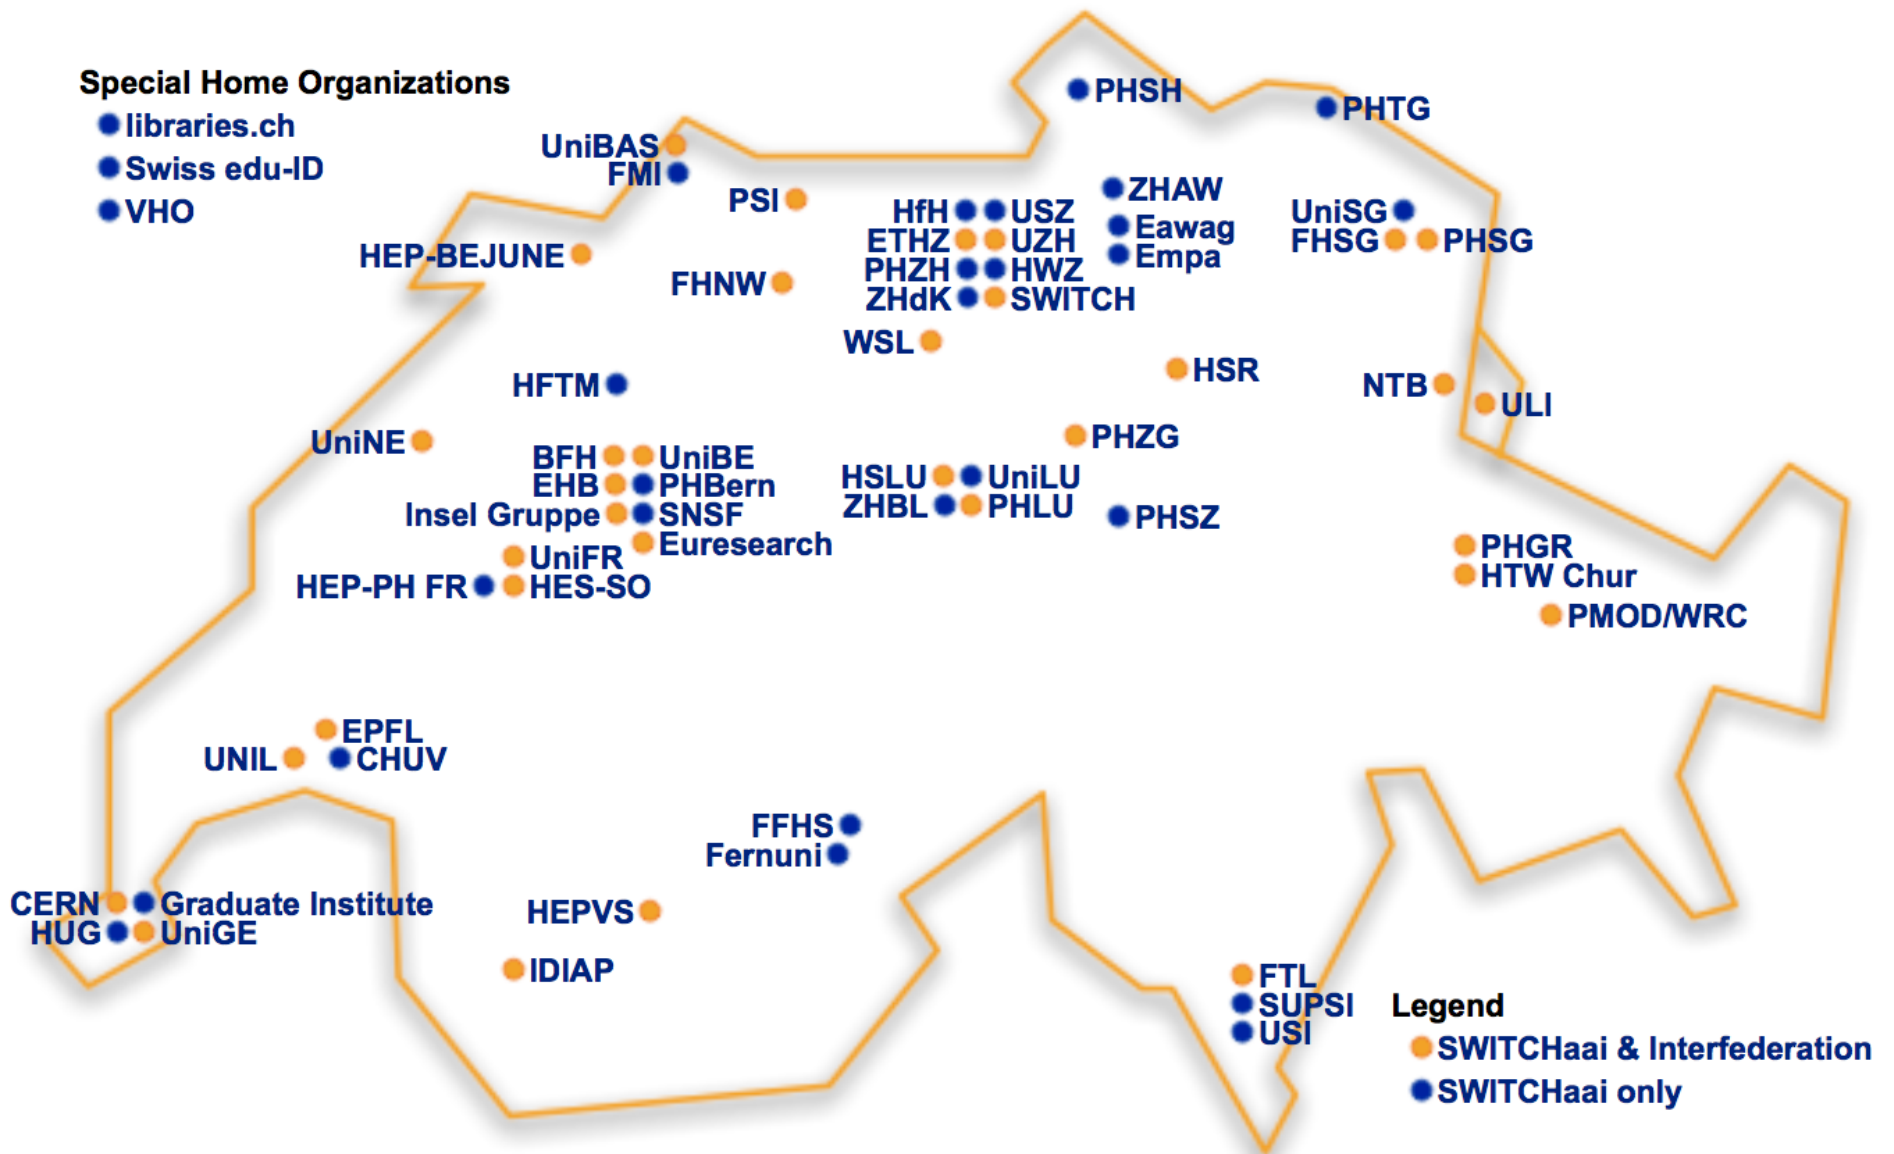 Special Home Organizations
libraries.ch
Swiss edu-ID
VHO
PHSH
PHTG
UniBAS
FMI
PSI
ZHAW
HfH USZ
UniSG
Eawag
ETHZ UZH
FHSG PHSG
HEP-BEJUNE
Empa
PHZH HWZ
FHNW
ZHdK SWITCH
WSL
HSR
HFTM
NTB
ULI
UniNE
PHZG
BFH UniBE
HSLU UniLU
EHB PHBern
ZHBL PHLU
Insel Gruppe SNSF
PHSZ
Euresearch
PHGR
UniFR
HTW Chur
HEP-PH FR HES-SO
PMOD/WRC
EPFL
UNIL CHUV
FFHS
Fernuni
CERN Graduate Institute
HEPVS
HUG UniGE
IDIAP
FTL
SUPSI
USI
Legend
SWITCHaai & Interfederation
SWITCHaai only